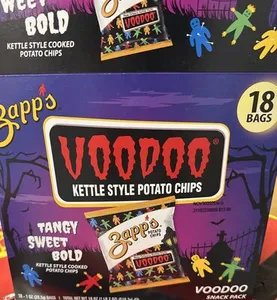 WEET
BOLD
KETTLE STYLE COOKED
POTATO CHIPS
Zapp's
18
BAGS
VOODOO®
KETTLE STYLE POTATO CHIPS
TANGY
SWEET
BOLD
KETTLE STYLE COOKED
POTATO CHIPS
Zapp's
VOODOO
VOODOO
SNACK PACK